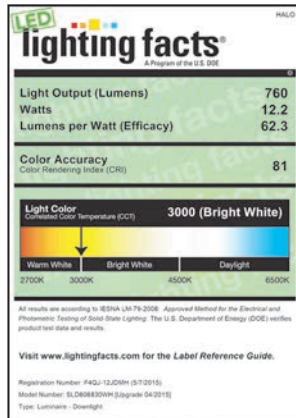 HALO
LED
lighting facts®
A Program of the U.S. DOE
Light Output (Lumens) 760
Watts 12.2
Lumens per Watt (Efficacy) 62.3
Color Accuracy
Color Rendering Index (CRI) 81
Light Color
Correlated Color Temperature (CCT) 3000 (Bright White)
Warm White Bright White Daylight
2700K 3000K 4500K 6500K
All results are according to IESNA LM-79-2008: Approved Method for the Electrical and
Photometric Testing of Solid-State Lighting. The U.S. Department of Energy (DOE) verifies
product test data and results.
Visit www.lightingfacts.com for the Label Reference Guide.
Registration Number: F4QJ-12JDMH (5/7/2015)
Model Number: SLD606830WH [Upgrade 04/2015]
Type: Luminaire - Downlight